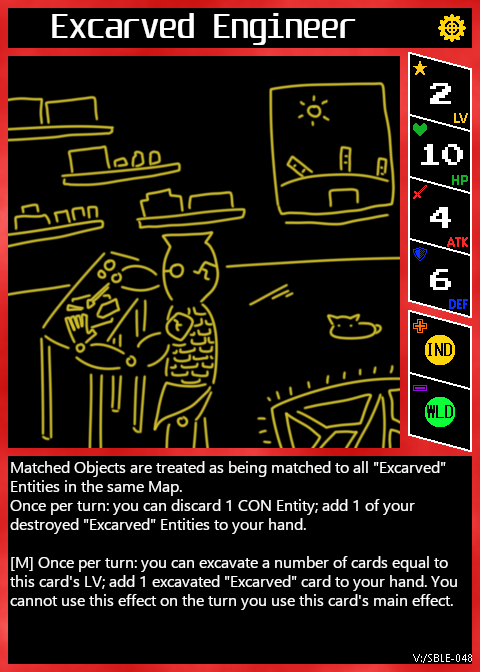 Excarved Engineer
2
LV
10
HP
4
ATK
6
DEF
IND
WLD
Matched Objects are treated as being matched to all "Excarved"
Entities in the same Map.
Once per turn: you can discard 1 CON Entity; add 1 of your
destroyed "Excarved" Entities to your hand.
[M] Once per turn: you can excavate a number of cards equal to
this card's LV; add 1 excavated "Excarved" card to your hand. You
cannot use this effect on the turn you use this card's main effect.
V:/SBLE-048